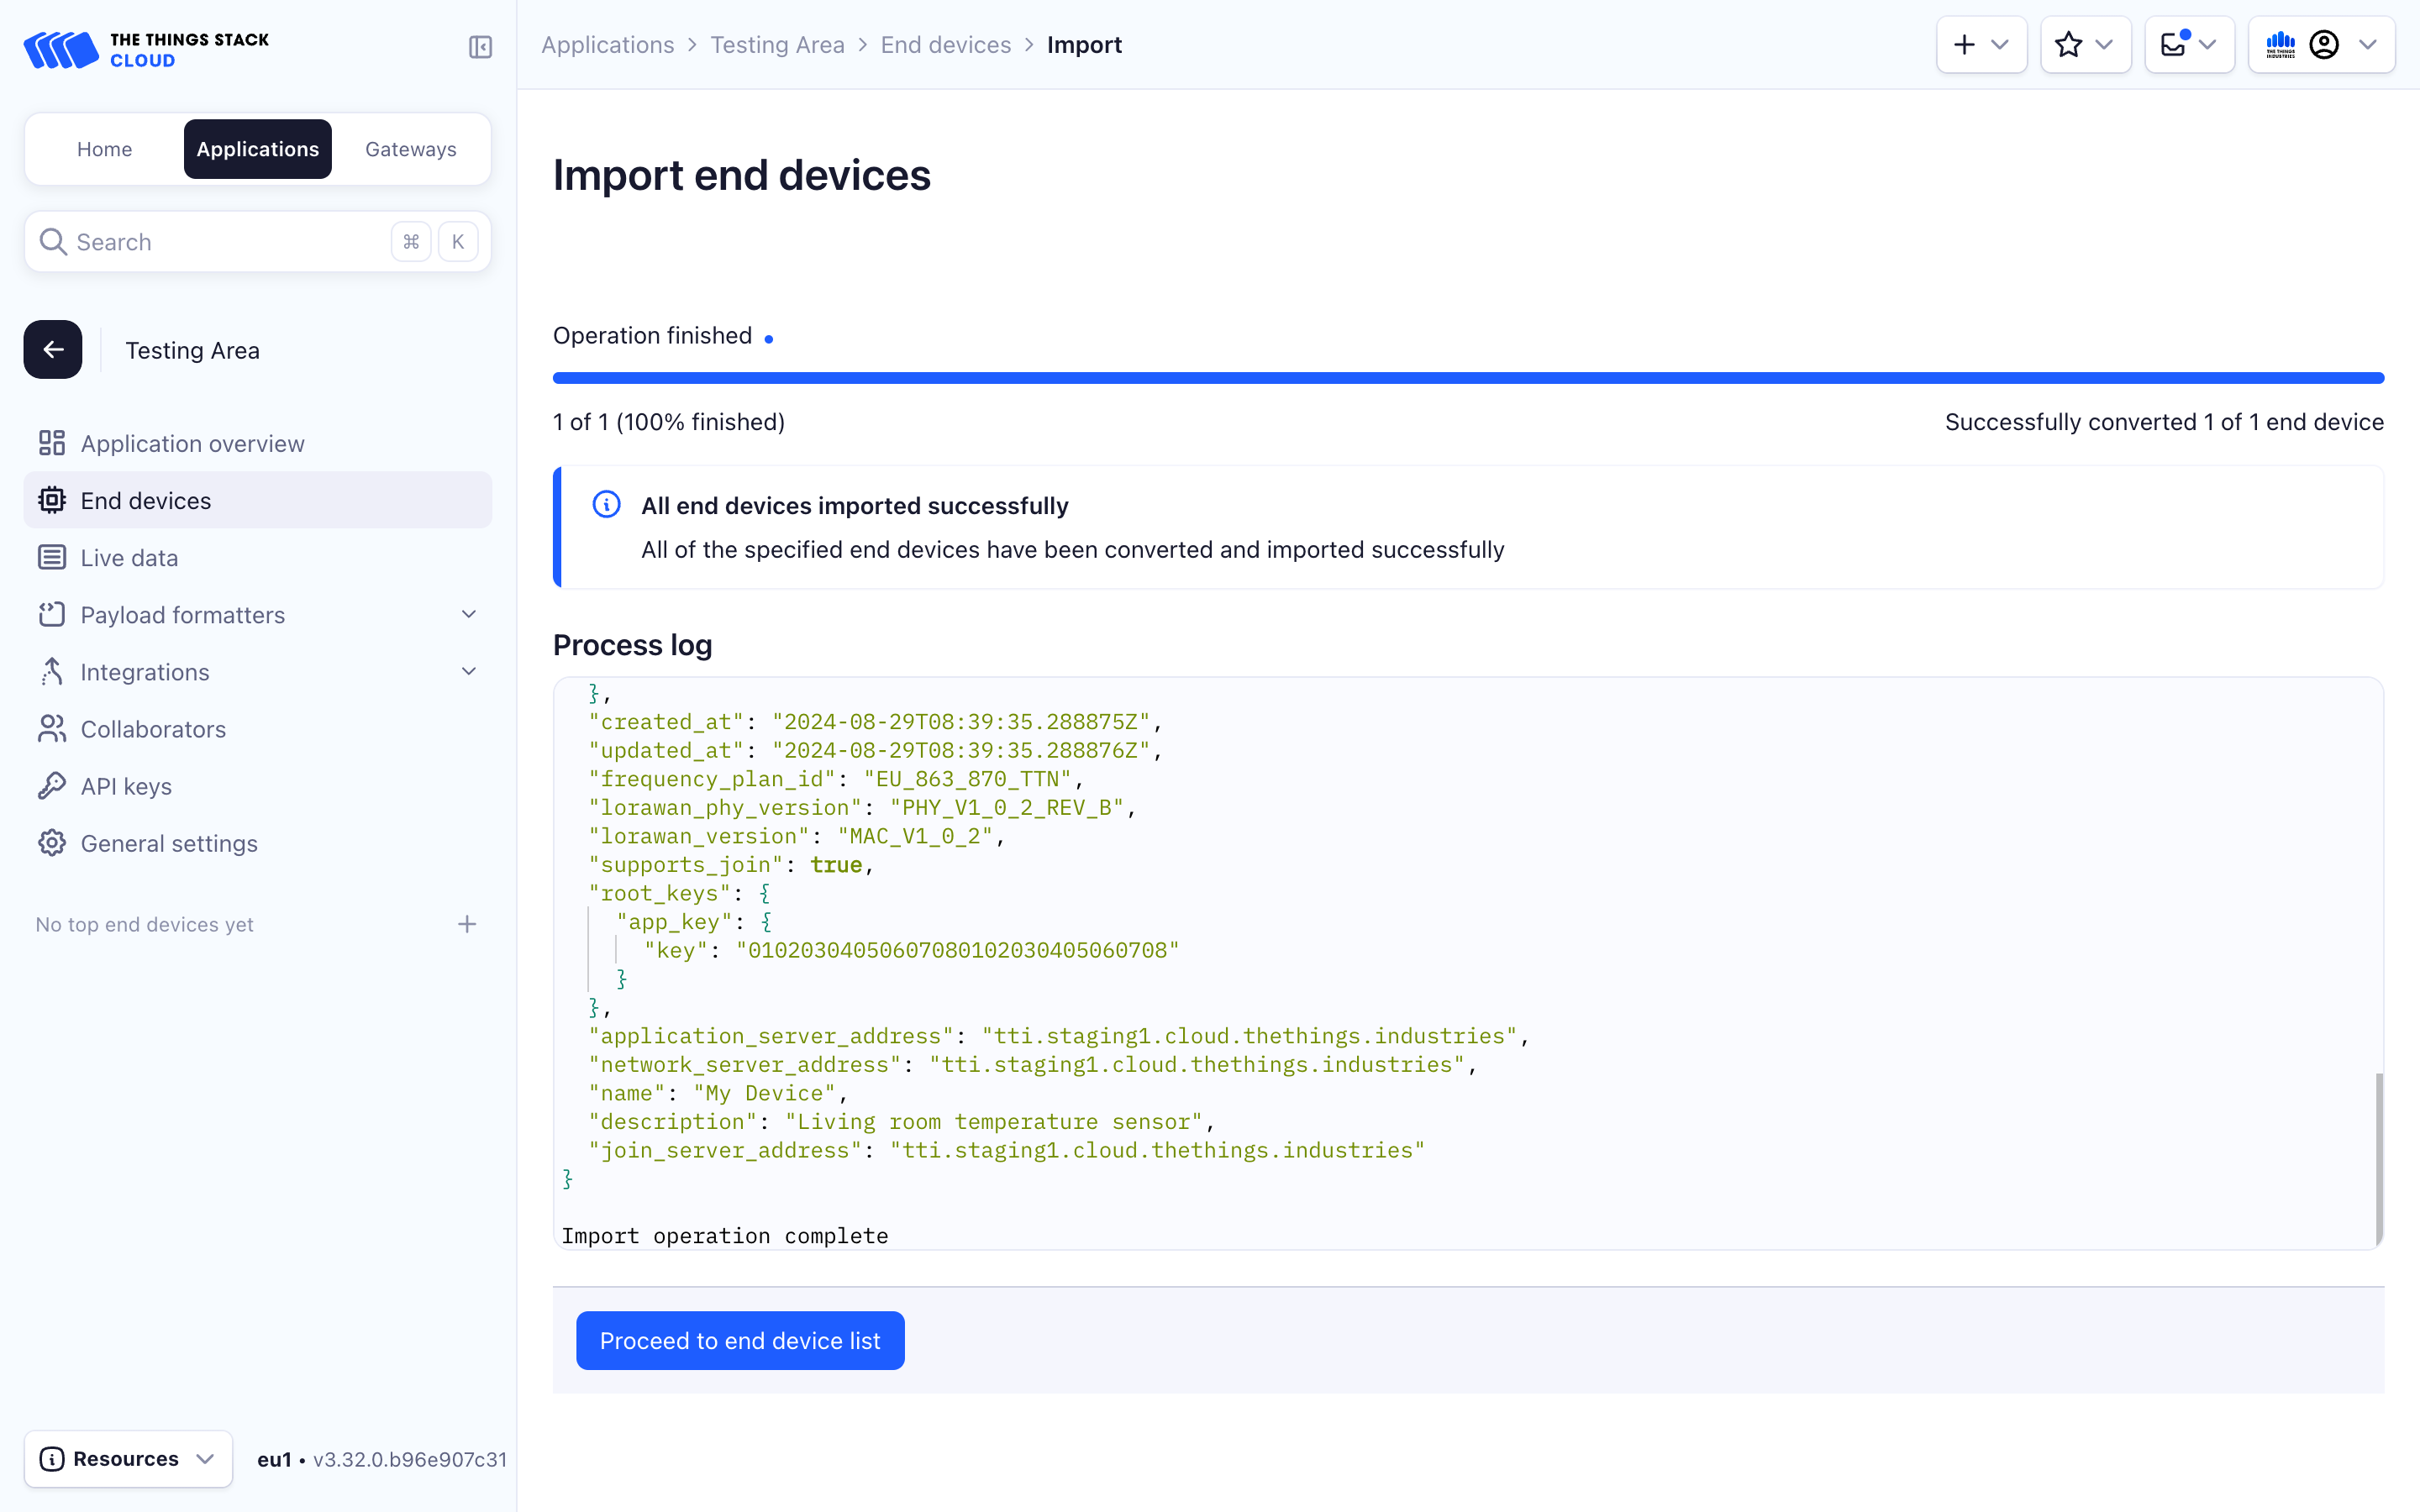 THE THINGS STACK
CLOUD
Applications > Testing Area > End devices > Import
THE THINGS
INDUSTRIES
Home
Applications
Gateways
Search
⌘ K
Testing Area
Application overview
End devices
Live data
Payload formatters
Integrations
Collaborators
API keys
General settings
No top end devices yet
Resources
eu1 • v3.32.0.b96e907c31
Import end devices
Operation finished
1 of 1 (100% finished)
Successfully converted 1 of 1 end device
All end devices imported successfully
All of the specified end devices have been converted and imported successfully
Process log
},
"created_at": "2024-08-29T08:39:35.288875Z",
"updated_at": "2024-08-29T08:39:35.288876Z",
"frequency_plan_id": "EU_863_870_TTN",
"lorawan_phy_version": "PHY_V1_0_2_REV_B",
"lorawan_version": "MAC_V1_0_2",
"supports_join": true,
"root_keys": {
"app_key": {
"key": "01020304050607080102030405060708"
}
},
"application_server_address": "tti.staging1.cloud.thethings.industries",
"network_server_address": "tti.staging1.cloud.thethings.industries",
"name": "My Device",
"description": "Living room temperature sensor",
"join_server_address": "tti.staging1.cloud.thethings.industries"
}
Import operation complete
Proceed to end device list